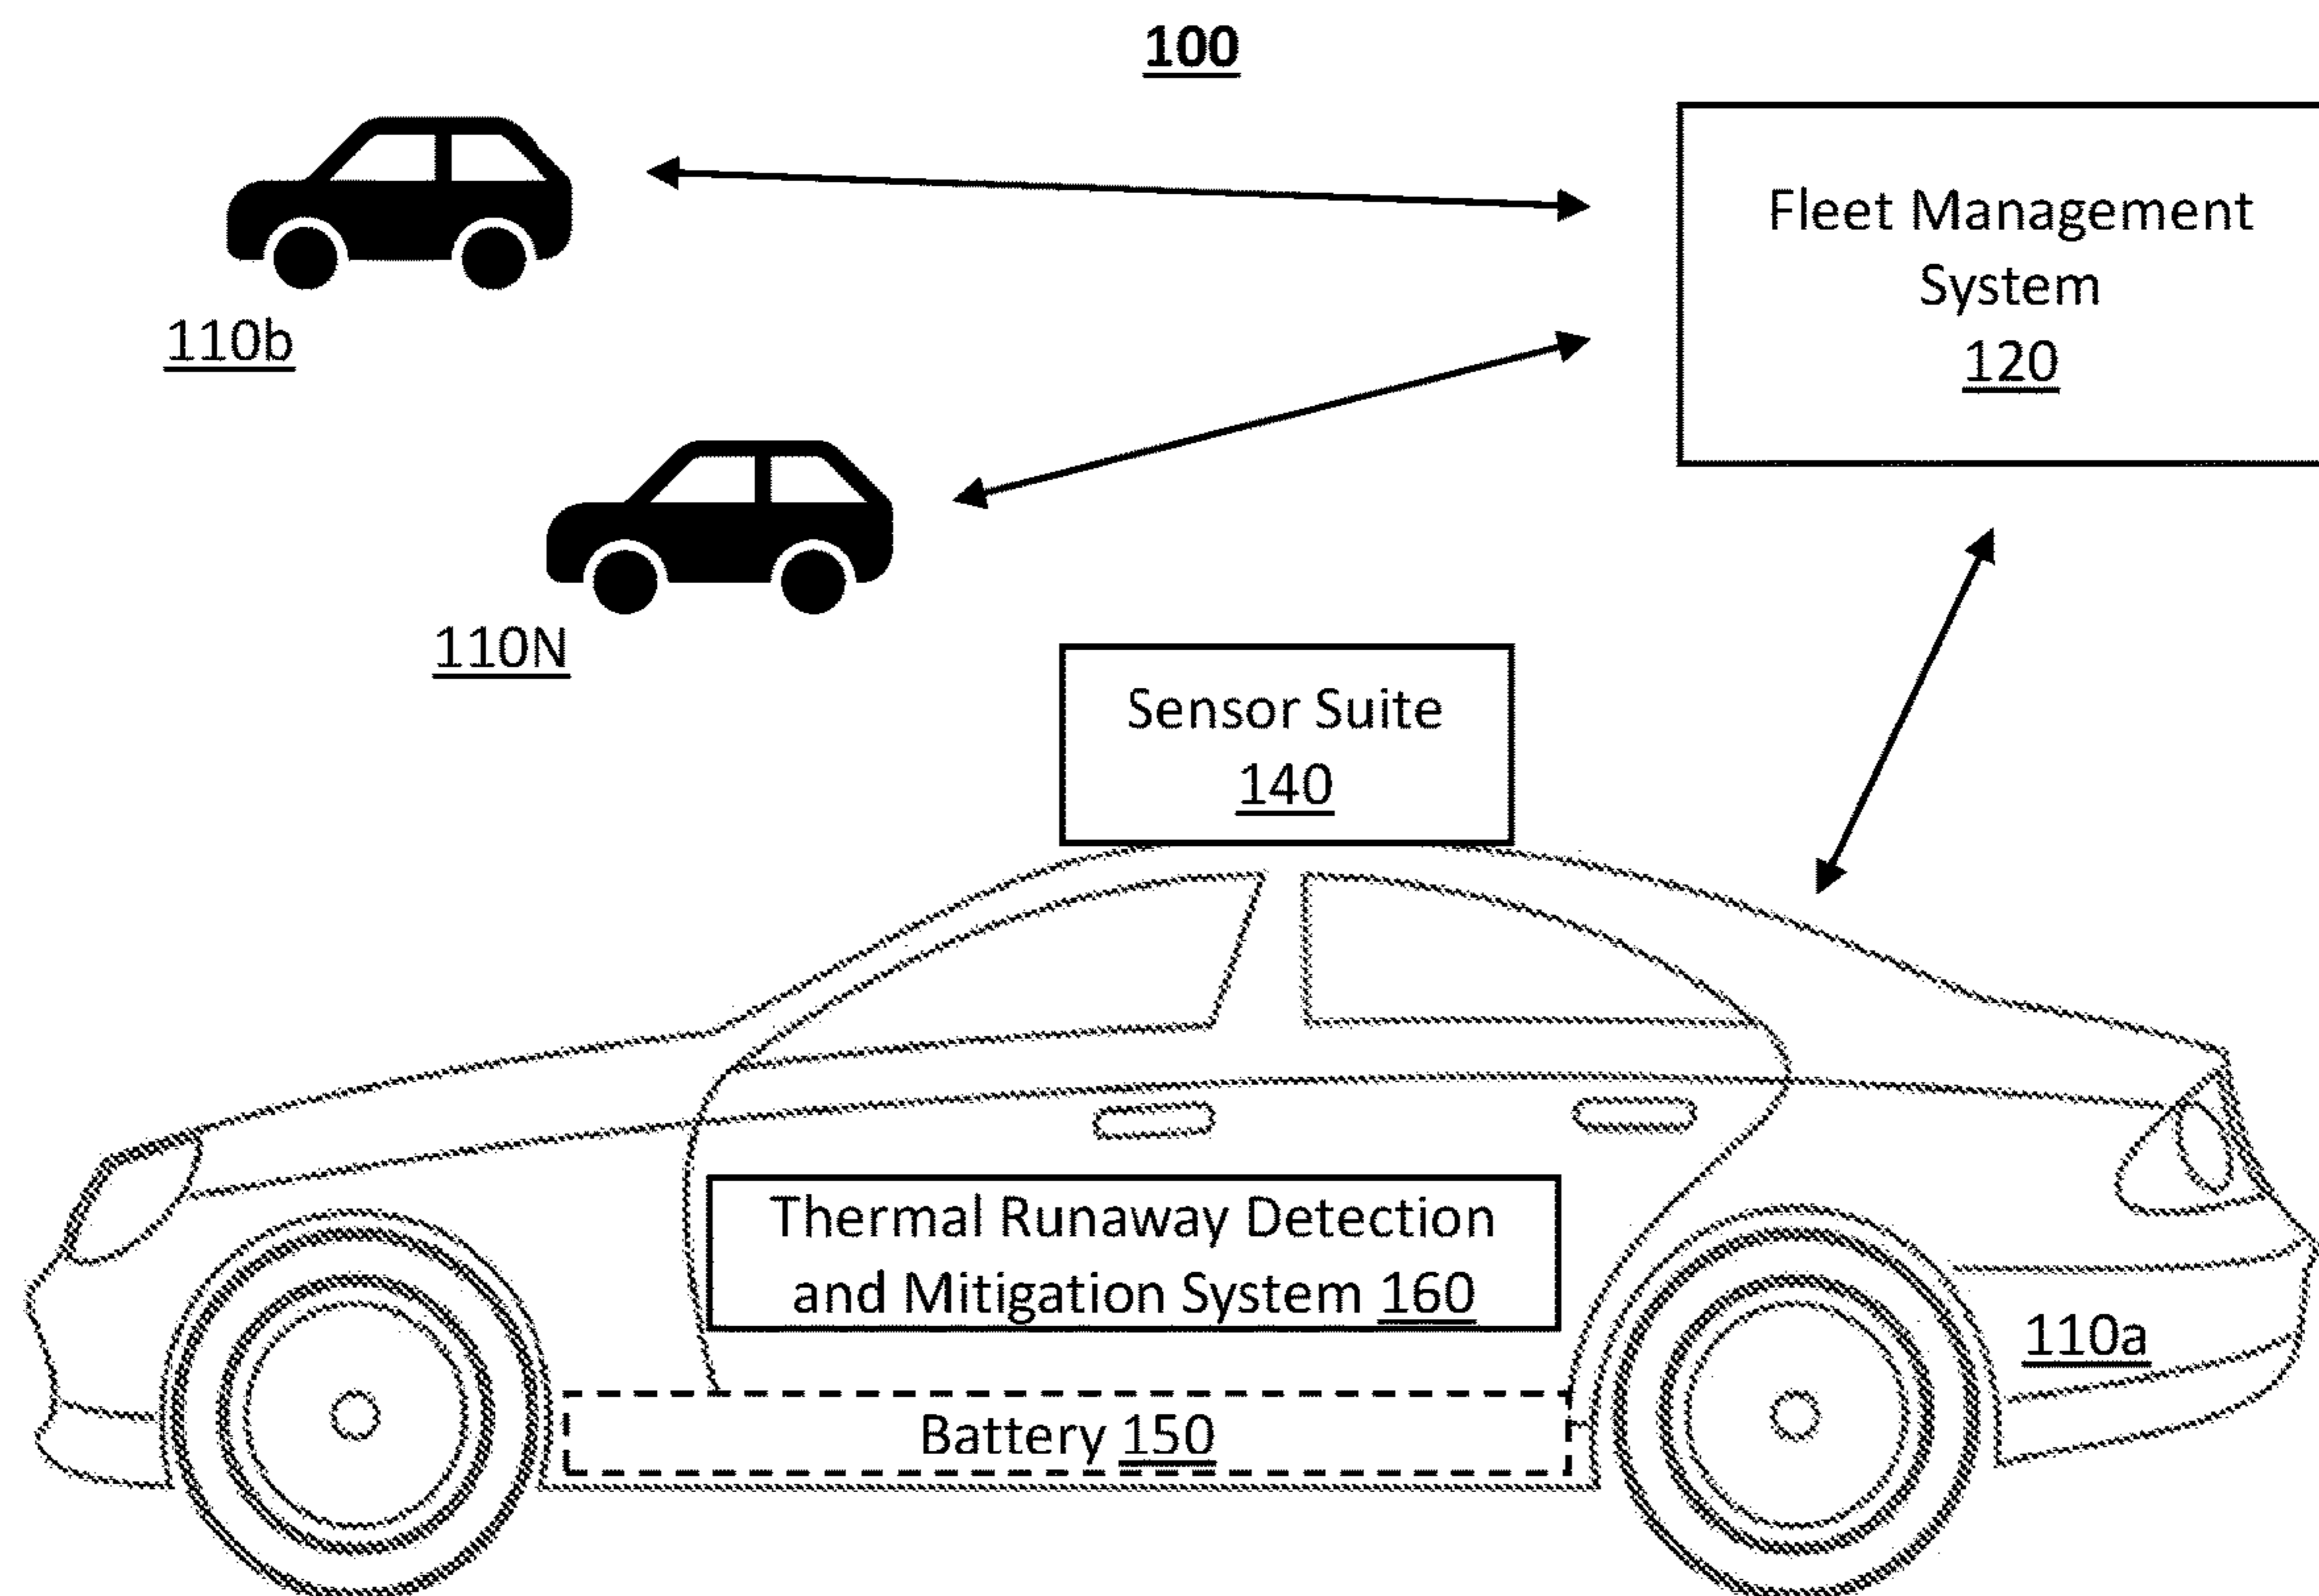 100
Fleet Management
System
120
110b
110N
Sensor Suite
140
Thermal Runaway Detection
and Mitigation System 160
110a
Battery 150